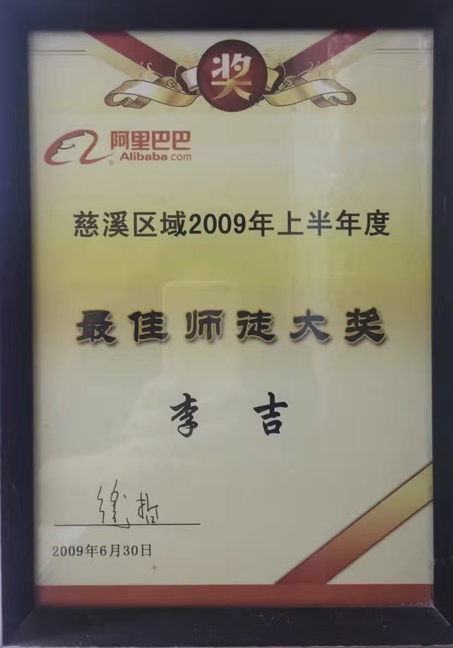 奖
阿里巴巴
Alibaba.com
慈溪区域2009年上半年度
最佳师徒大奖
李 吉
2009年6月30日